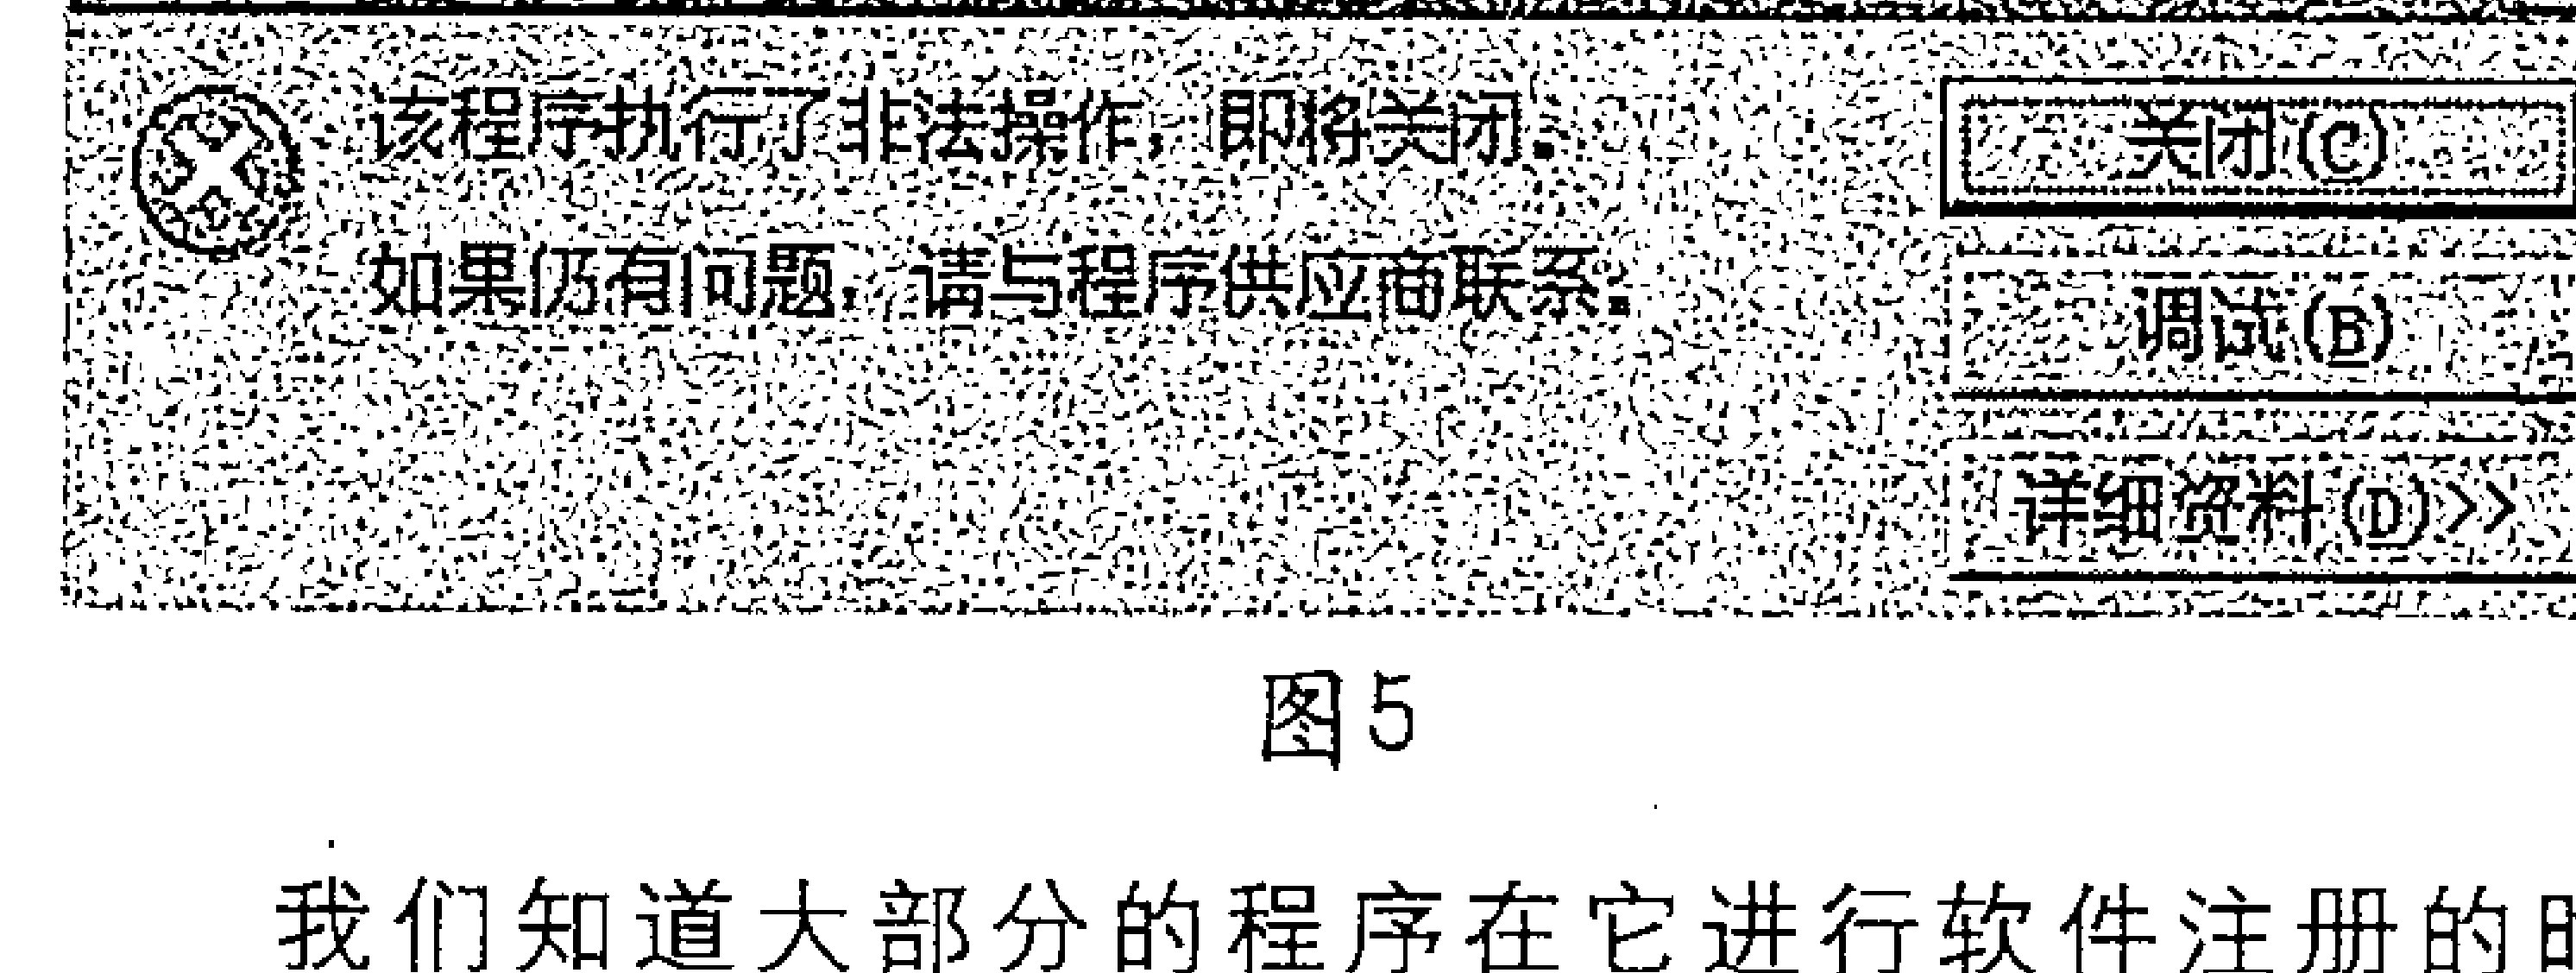 该程序执行了非法操作，即将关闭。
如果仍有问题，请与程序供应商联系。
关闭(C)
调试(B)
详细资料(D)>>
图5
我们知道大部分的程序在它进行软件注册的